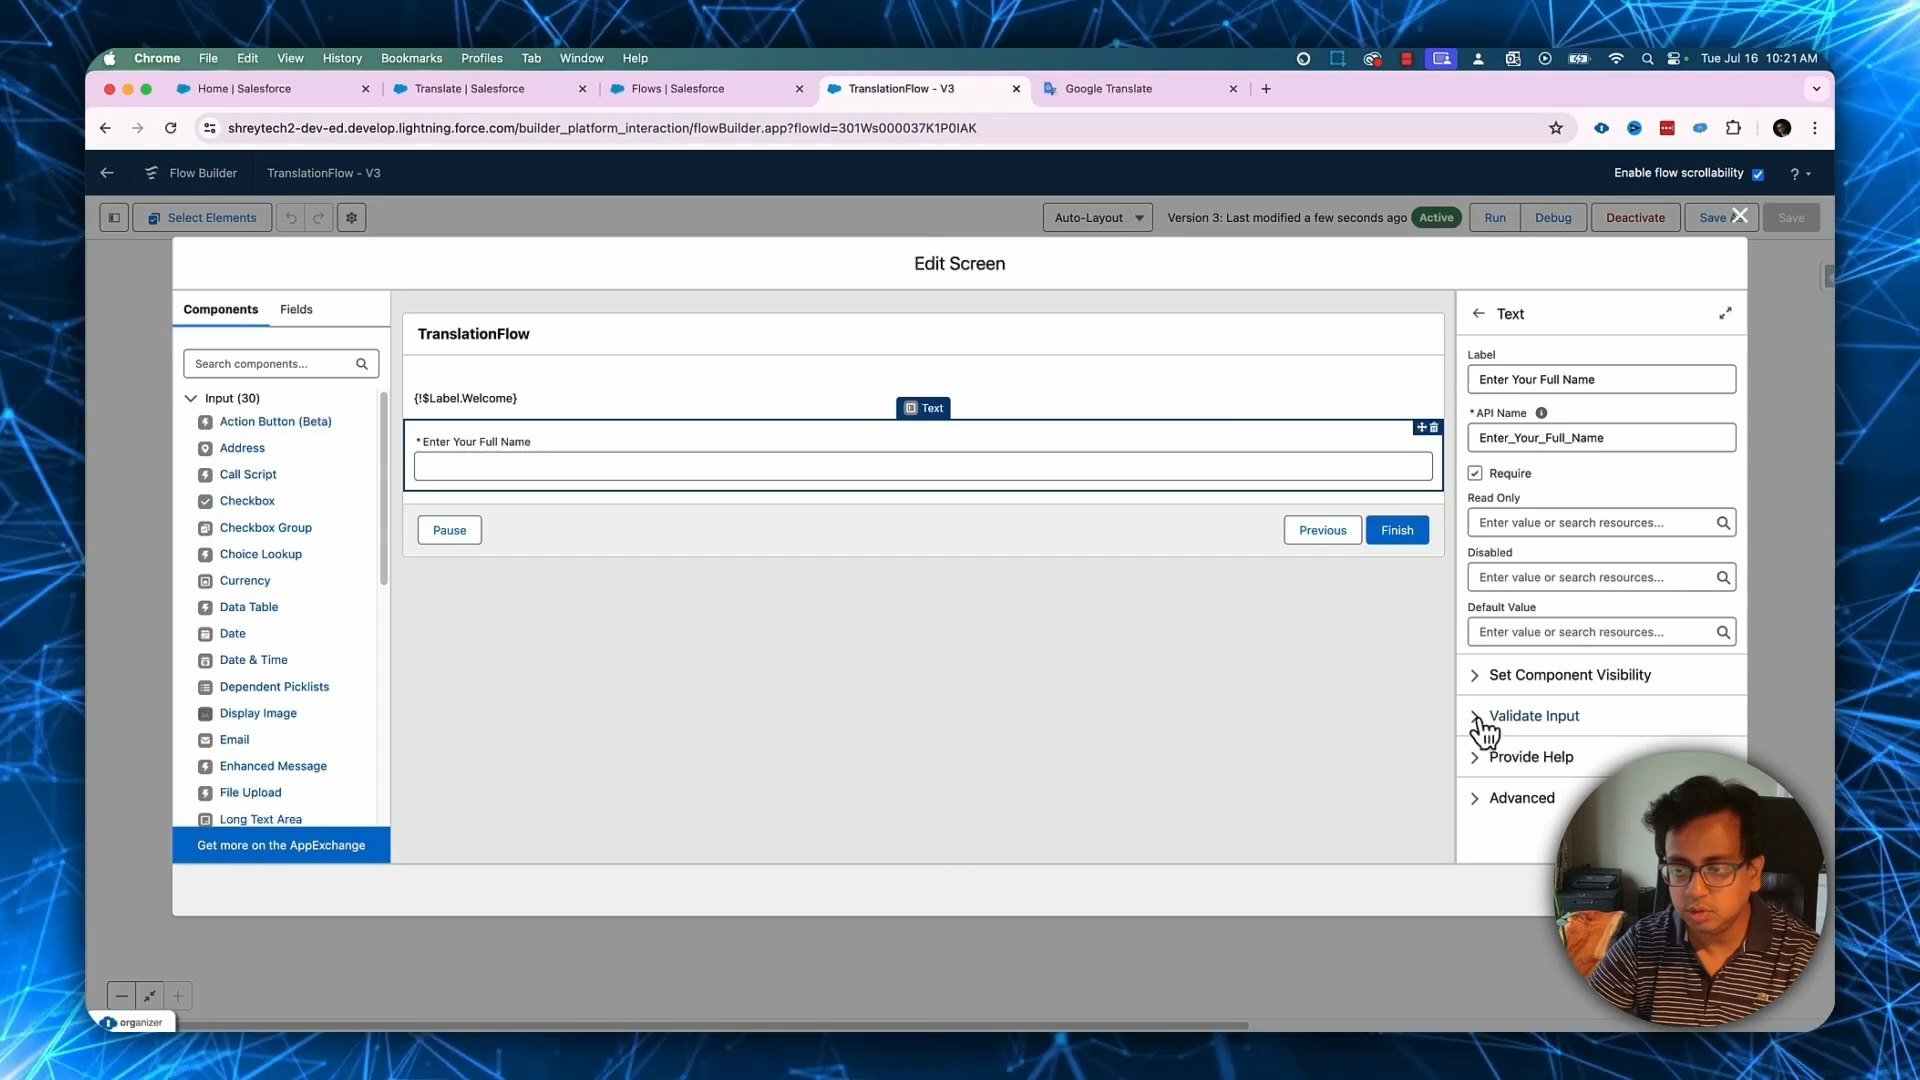 Chrome File Edit View History Bookmarks Profiles Tab Window Help Tue Jul 16 10:21 AM
Home | Salesforce Translate | Salesforce Flows | Salesforce TranslationFlow - V3 Google Translate
shreytech2-dev-ed.develop.lightning.force.com/builder_platform_interaction/flowBuilder.app?flowId=301Ws000037K1P0IAK
Flow Builder TranslationFlow - V3 Enable flow scrollability ?
Select Elements Auto-Layout Version 3: Last modified a few seconds ago Active Run Debug Deactivate Save Save
Edit Screen
Components Fields
Search components...
Input (30)
Action Button (Beta)
Address
Call Script
Checkbox
Checkbox Group
Choice Lookup
Currency
Data Table
Date
Date & Time
Dependent Picklists
Display Image
Email
Enhanced Message
File Upload
Long Text Area
Get more on the AppExchange
TranslationFlow
{!$Label.Welcome}
Text
* Enter Your Full Name
Pause Previous Finish
Text
Label
Enter Your Full Name
* API Name
Enter_Your_Full_Name
Require
Read Only
Enter value or search resources...
Disabled
Enter value or search resources...
Default Value
Enter value or search resources...
Set Component Visibility
Validate Input
Provide Help
Advanced
organizer